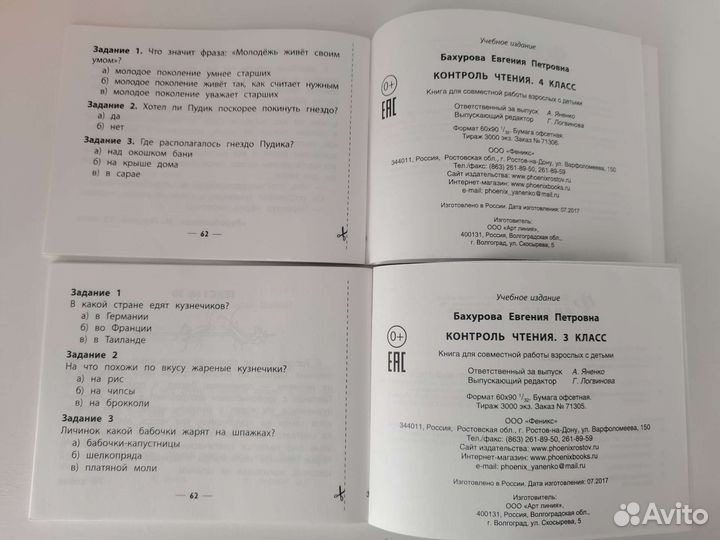 Задание 1. Что значит фраза: «Молодёжь живёт своим
умом»?
а) молодое поколение умнее старших
б) молодое поколение живёт так, как считает нужным
в) молодое поколение уважает старших
Задание 2. Хотел ли Пудик поскорее покинуть гнездо?
а) да
б) нет
Задание 3. Где располагалось гнездо Пудика?
а) над окошком бани
б) на крыше дома
в) в сарае
— 62 —
Учебное издание
Бахурова Евгения Петровна
КОНТРОЛЬ ЧТЕНИЯ. 4 КЛАСС
Книга для совместной работы взрослых с детьми
0+
EAC
Ответственный за выпуск А. Яненко
Выпускающий редактор Г. Логвинова
Формат 60x90 1/32. Бумага офсетная.
Тираж 3000 экз. Заказ № 71306.
ООО «Феникс»
344011, Россия, Ростовская обл., г. Ростов-на-Дону, ул. Варфоломеева, 150
Тел./факс: (863) 261-89-50, 261-89-59
Сайт издательства: www.phoenixrostov.ru
Интернет-магазин: www.phoenixbooks.ru
e-mail: phoenix_yanenko@mail.ru
Изготовлено в России. Дата изготовления: 07.2017
Изготовитель:
ООО «Арт линия»,
400131, Россия, Волгоградская обл.,
г. Волгоград, ул. Скосырева, 5
Задание 1
В какой стране едят кузнечиков?
а) в Германии
б) во Франции
в) в Таиланде
Задание 2
На что похожи по вкусу жареные кузнечики?
а) на рис
б) на чипсы
в) на брокколи
Задание 3
Личинок какой бабочки жарят на шпажках?
а) бабочки-капустницы
б) шелкопряда
в) платяной моли
— 62 —
Учебное издание
Бахурова Евгения Петровна
КОНТРОЛЬ ЧТЕНИЯ. 3 КЛАСС
Книга для совместной работы взрослых с детьми
0+
EAC
Ответственный за выпуск А. Яненко
Выпускающий редактор Г. Логвинова
Формат 60x90 1/32. Бумага офсетная.
Тираж 3000 экз. Заказ № 71305.
ООО «Феникс»
344011, Россия, Ростовская обл., г. Ростов-на-Дону, ул. Варфоломеева, 150
Тел./факс: (863) 261-89-50, 261-89-59
Сайт издательства: www.phoenixrostov.ru
Интернет-магазин: www.phoenixbooks.ru
e-mail: phoenix_yanenko@mail.ru
Изготовлено в России. Дата изготовления: 07.2017
Изготовитель:
ООО «Арт линия»,
400131, Россия, Волгоградская обл.,
г. Волгоград, ул. Скосырева, 5
Avito